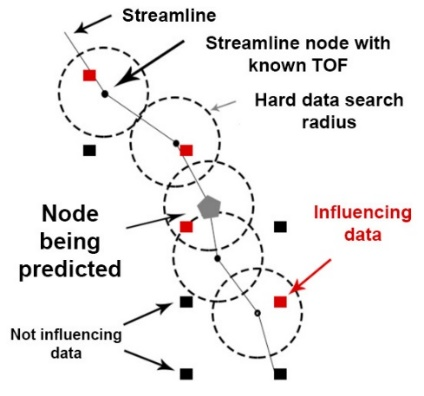 Streamline
Streamline node with
known TOF
Hard data search
radius
Node
being
predicted
Influencing
data
Not influencing
data